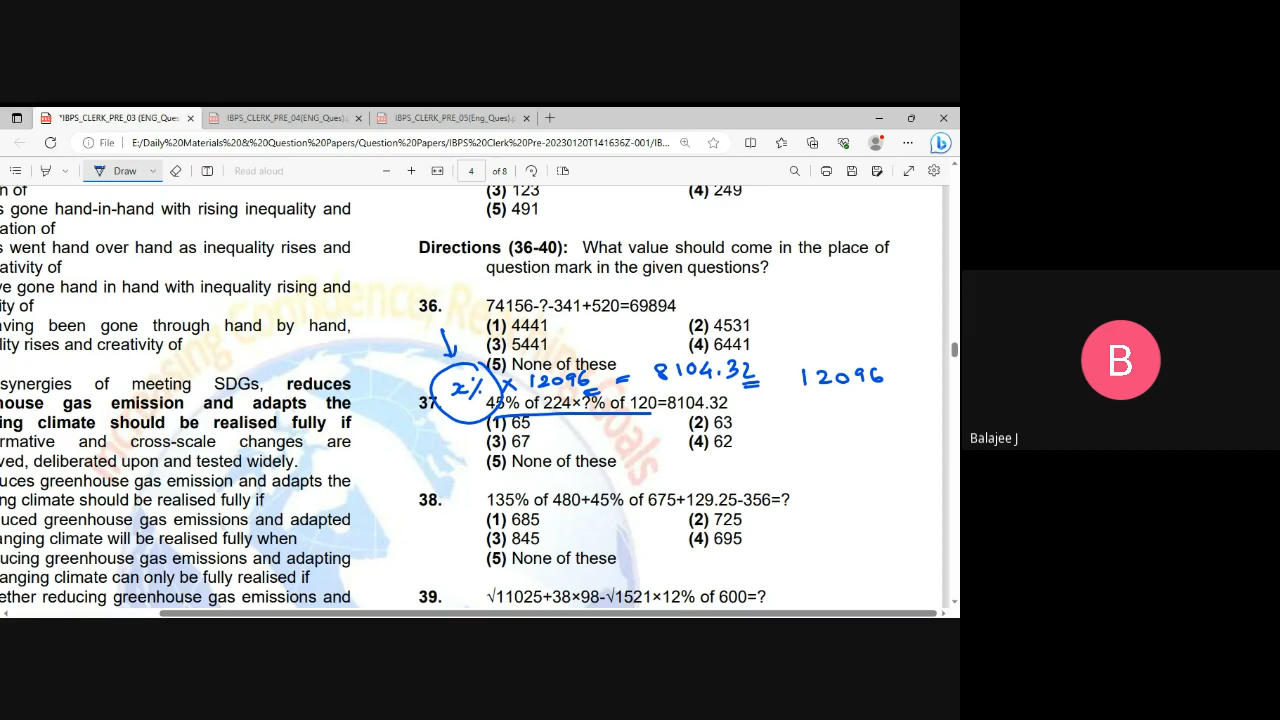 *IBPS_CLERK_PRE_03 (ENG_Ques
IBPS_CLERK_PRE_04(ENG_Ques).
IBPS_CLERK_PRE_05(Eng_Ques).p
File
E:/Daily%20Materials%20&%20Question%20Papers/Question%20Papers/IBPS%20Clerk%20Pre-20230120T141636Z-001/IB...
Draw
Read aloud
4 of 8
n of
s gone hand-in-hand with rising inequality and
ation of
s went hand over hand as inequality rises and
ativity of
ve gone hand in hand with inequality rising and
ity of
aving been gone through hand by hand,
lity rises and creativity of
synergies of meeting SDGs, reduces
house gas emission and adapts the
ing climate should be realised fully if
ormative and cross-scale changes are
ved, deliberated upon and tested widely.
duces greenhouse gas emission and adapts the
ng climate should be realised fully if
duced greenhouse gas emissions and adapted
hanging climate will be realised fully when
ducing greenhouse gas emissions and adapting
hanging climate can only be fully realised if
ether reducing greenhouse gas emissions and
(3) 123 (4) 249
(5) 491
Directions (36-40): What value should come in the place of
question mark in the given questions?
36. 74156-?-341+520=69894
(1) 4441 (2) 4531
(3) 5441 (4) 6441
(5) None of these
x% × 12096 = 8104.32 12096
37 45% of 224×?% of 120=8104.32
(1) 65 (2) 63
(3) 67 (4) 62
(5) None of these
38. 135% of 480+45% of 675+129.25-356=?
(1) 685 (2) 725
(3) 845 (4) 695
(5) None of these
39. √11025+38×98-√1521×12% of 600=?
B
Balajee J